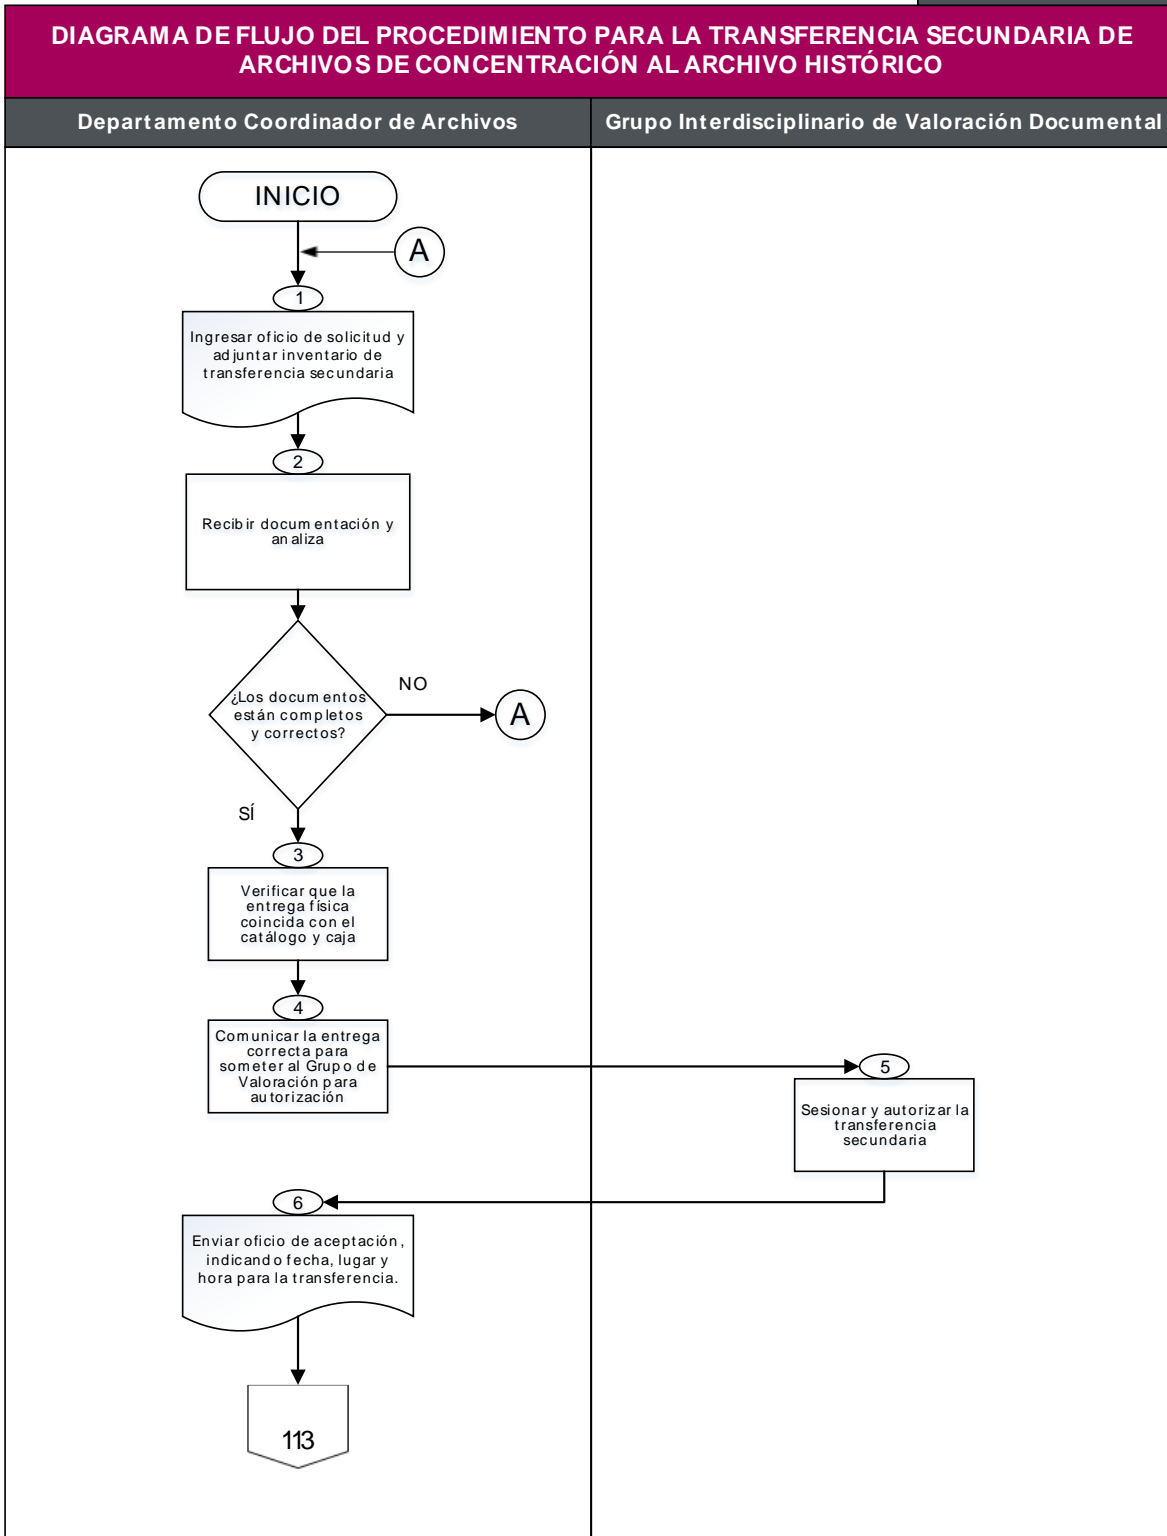 DIAGRAMA DE FLUJO DEL PROCEDIMIENTO PARA LA TRANSFERENCIA SECUNDARIA DE
ARCHIVOS DE CONCENTRACIÓN AL ARCHIVO HISTÓRICO
Departamento Coordinador de Archivos
Grupo Interdisciplinario de Valoración Documental
INICIO
A
1
Ingresar oficio de solicitud y
adjuntar inventario de
transferencia secundaria
2
Recibir documentación y
analiza
¿Los documentos
están completos
y correctos?
NO
A
SÍ
3
Verificar que la
entrega física
coincida con el
catálogo y caja
4
Comunicar la entrega
correcta para
someter al Grupo de
Valoración para
autorización
5
Sesionar y autorizar la
transferencia
secundaria
6
Enviar oficio de aceptación,
indicando fecha, lugar y
hora para la transferencia.
113